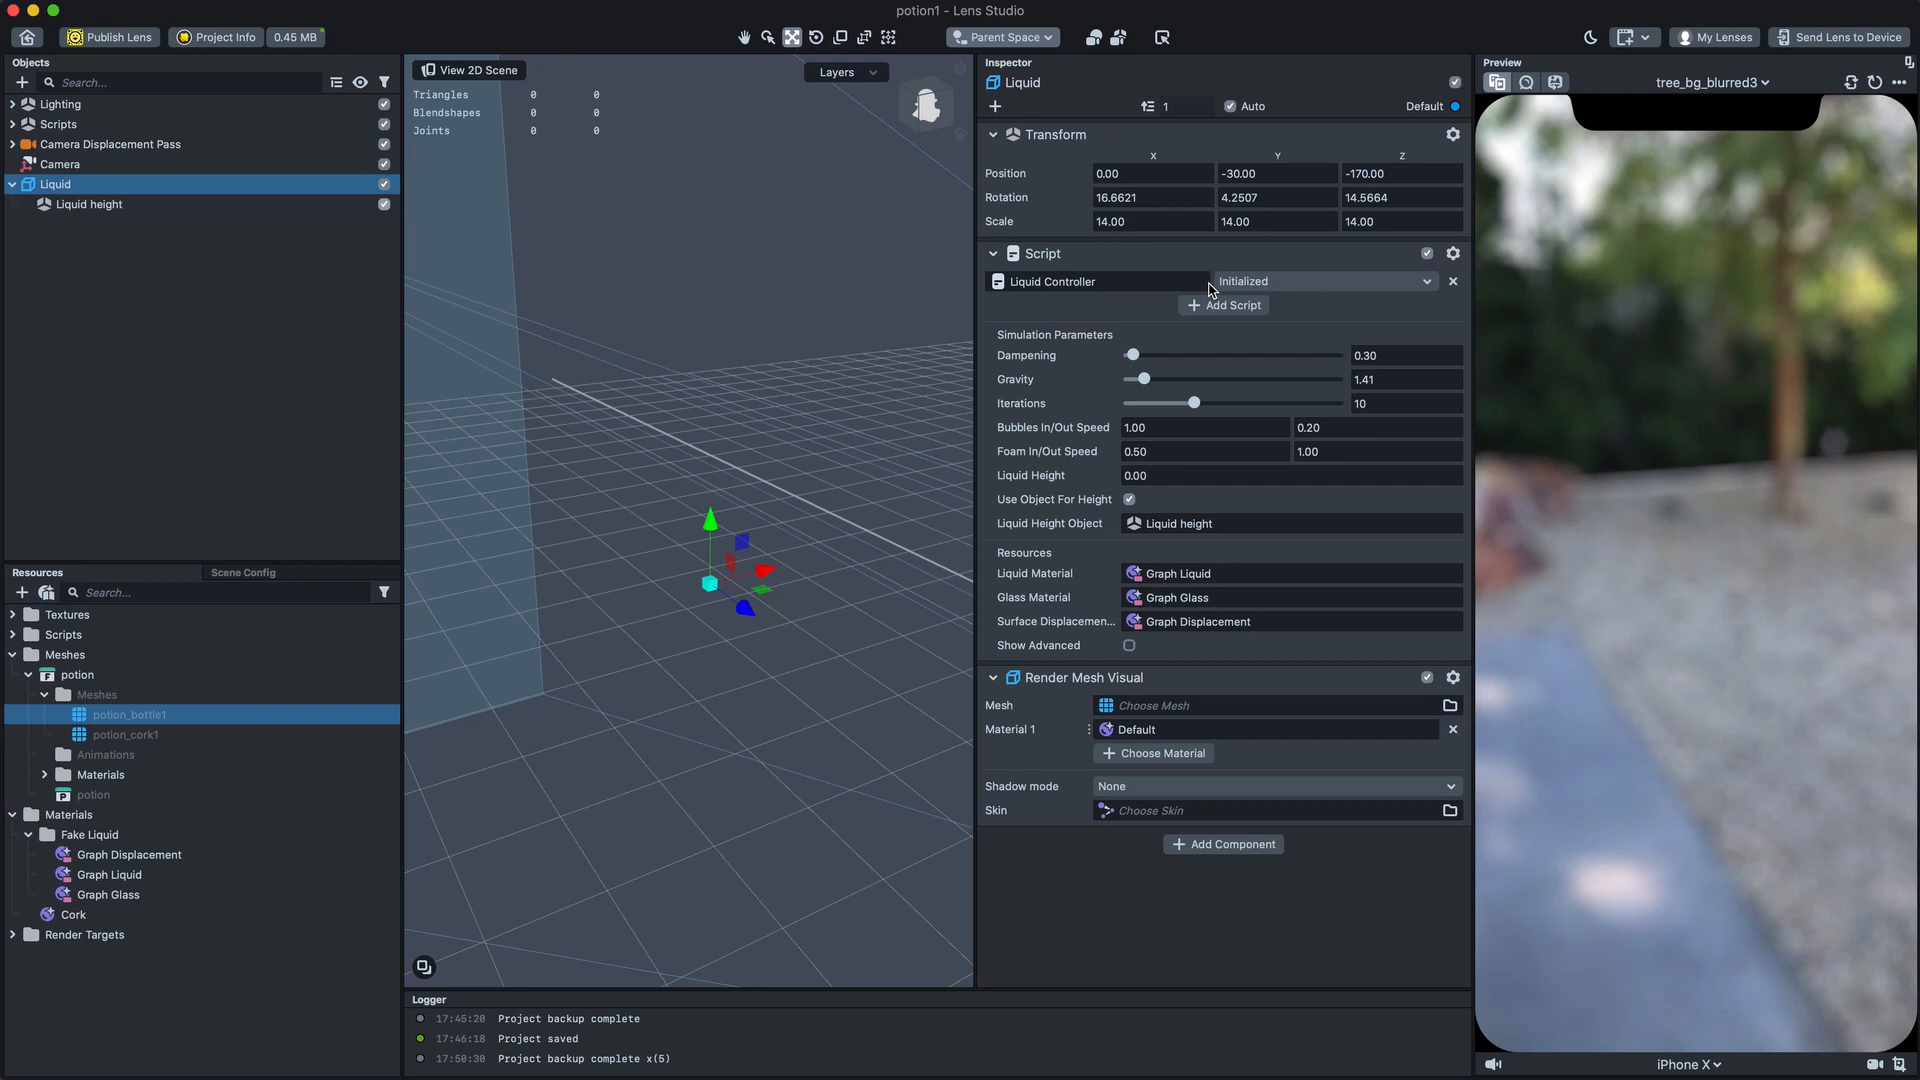 potion1 - Lens Studio
Publish Lens
Project Info
0.45 MB
Parent Space
My Lenses
Send Lens to Device
Objects
Search...
Lighting
Scripts
Camera Displacement Pass
Camera
Liquid
Liquid height
View 2D Scene
Layers
Triangles 0 0
Blendshapes 0 0
Joints 0 0
Inspector
Liquid
1
Auto
Default
Transform
X Y Z
Position 0.00 -30.00 -170.00
Rotation 16.6621 4.2507 14.5664
Scale 14.00 14.00 14.00
Script
Liquid Controller
Initialized
+ Add Script
Simulation Parameters
Dampening 0.30
Gravity 1.41
Iterations 10
Bubbles In/Out Speed 1.00 0.20
Foam In/Out Speed 0.50 1.00
Liquid Height 0.00
Use Object For Height
Liquid Height Object Liquid height
Resources
Liquid Material Graph Liquid
Glass Material Graph Glass
Surface Displacemen... Graph Displacement
Show Advanced
Render Mesh Visual
Mesh Choose Mesh
Material 1 Default
+ Choose Material
Shadow mode None
Skin Choose Skin
+ Add Component
Preview
tree_bg_blurred3
iPhone X
Resources
Scene Config
Search...
Textures
Scripts
Meshes
potion
Meshes
potion_bottle1
potion_cork1
Animations
Materials
potion
Materials
Fake Liquid
Graph Displacement
Graph Liquid
Graph Glass
Cork
Render Targets
Logger
17:45:20 Project backup complete
17:46:18 Project saved
17:50:30 Project backup complete x(5)